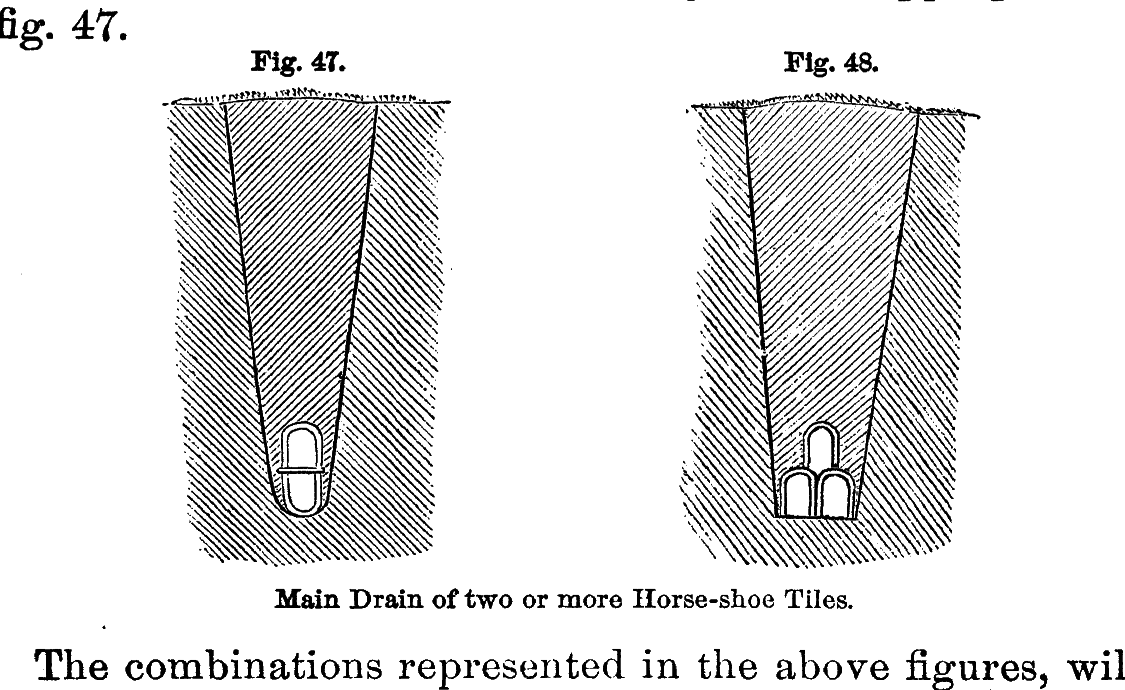 fig. 47.
Fig. 47.
Fig. 48.
Main Drain of two or more Horse-shoe Tiles.
The combinations represented in the above figures, wil